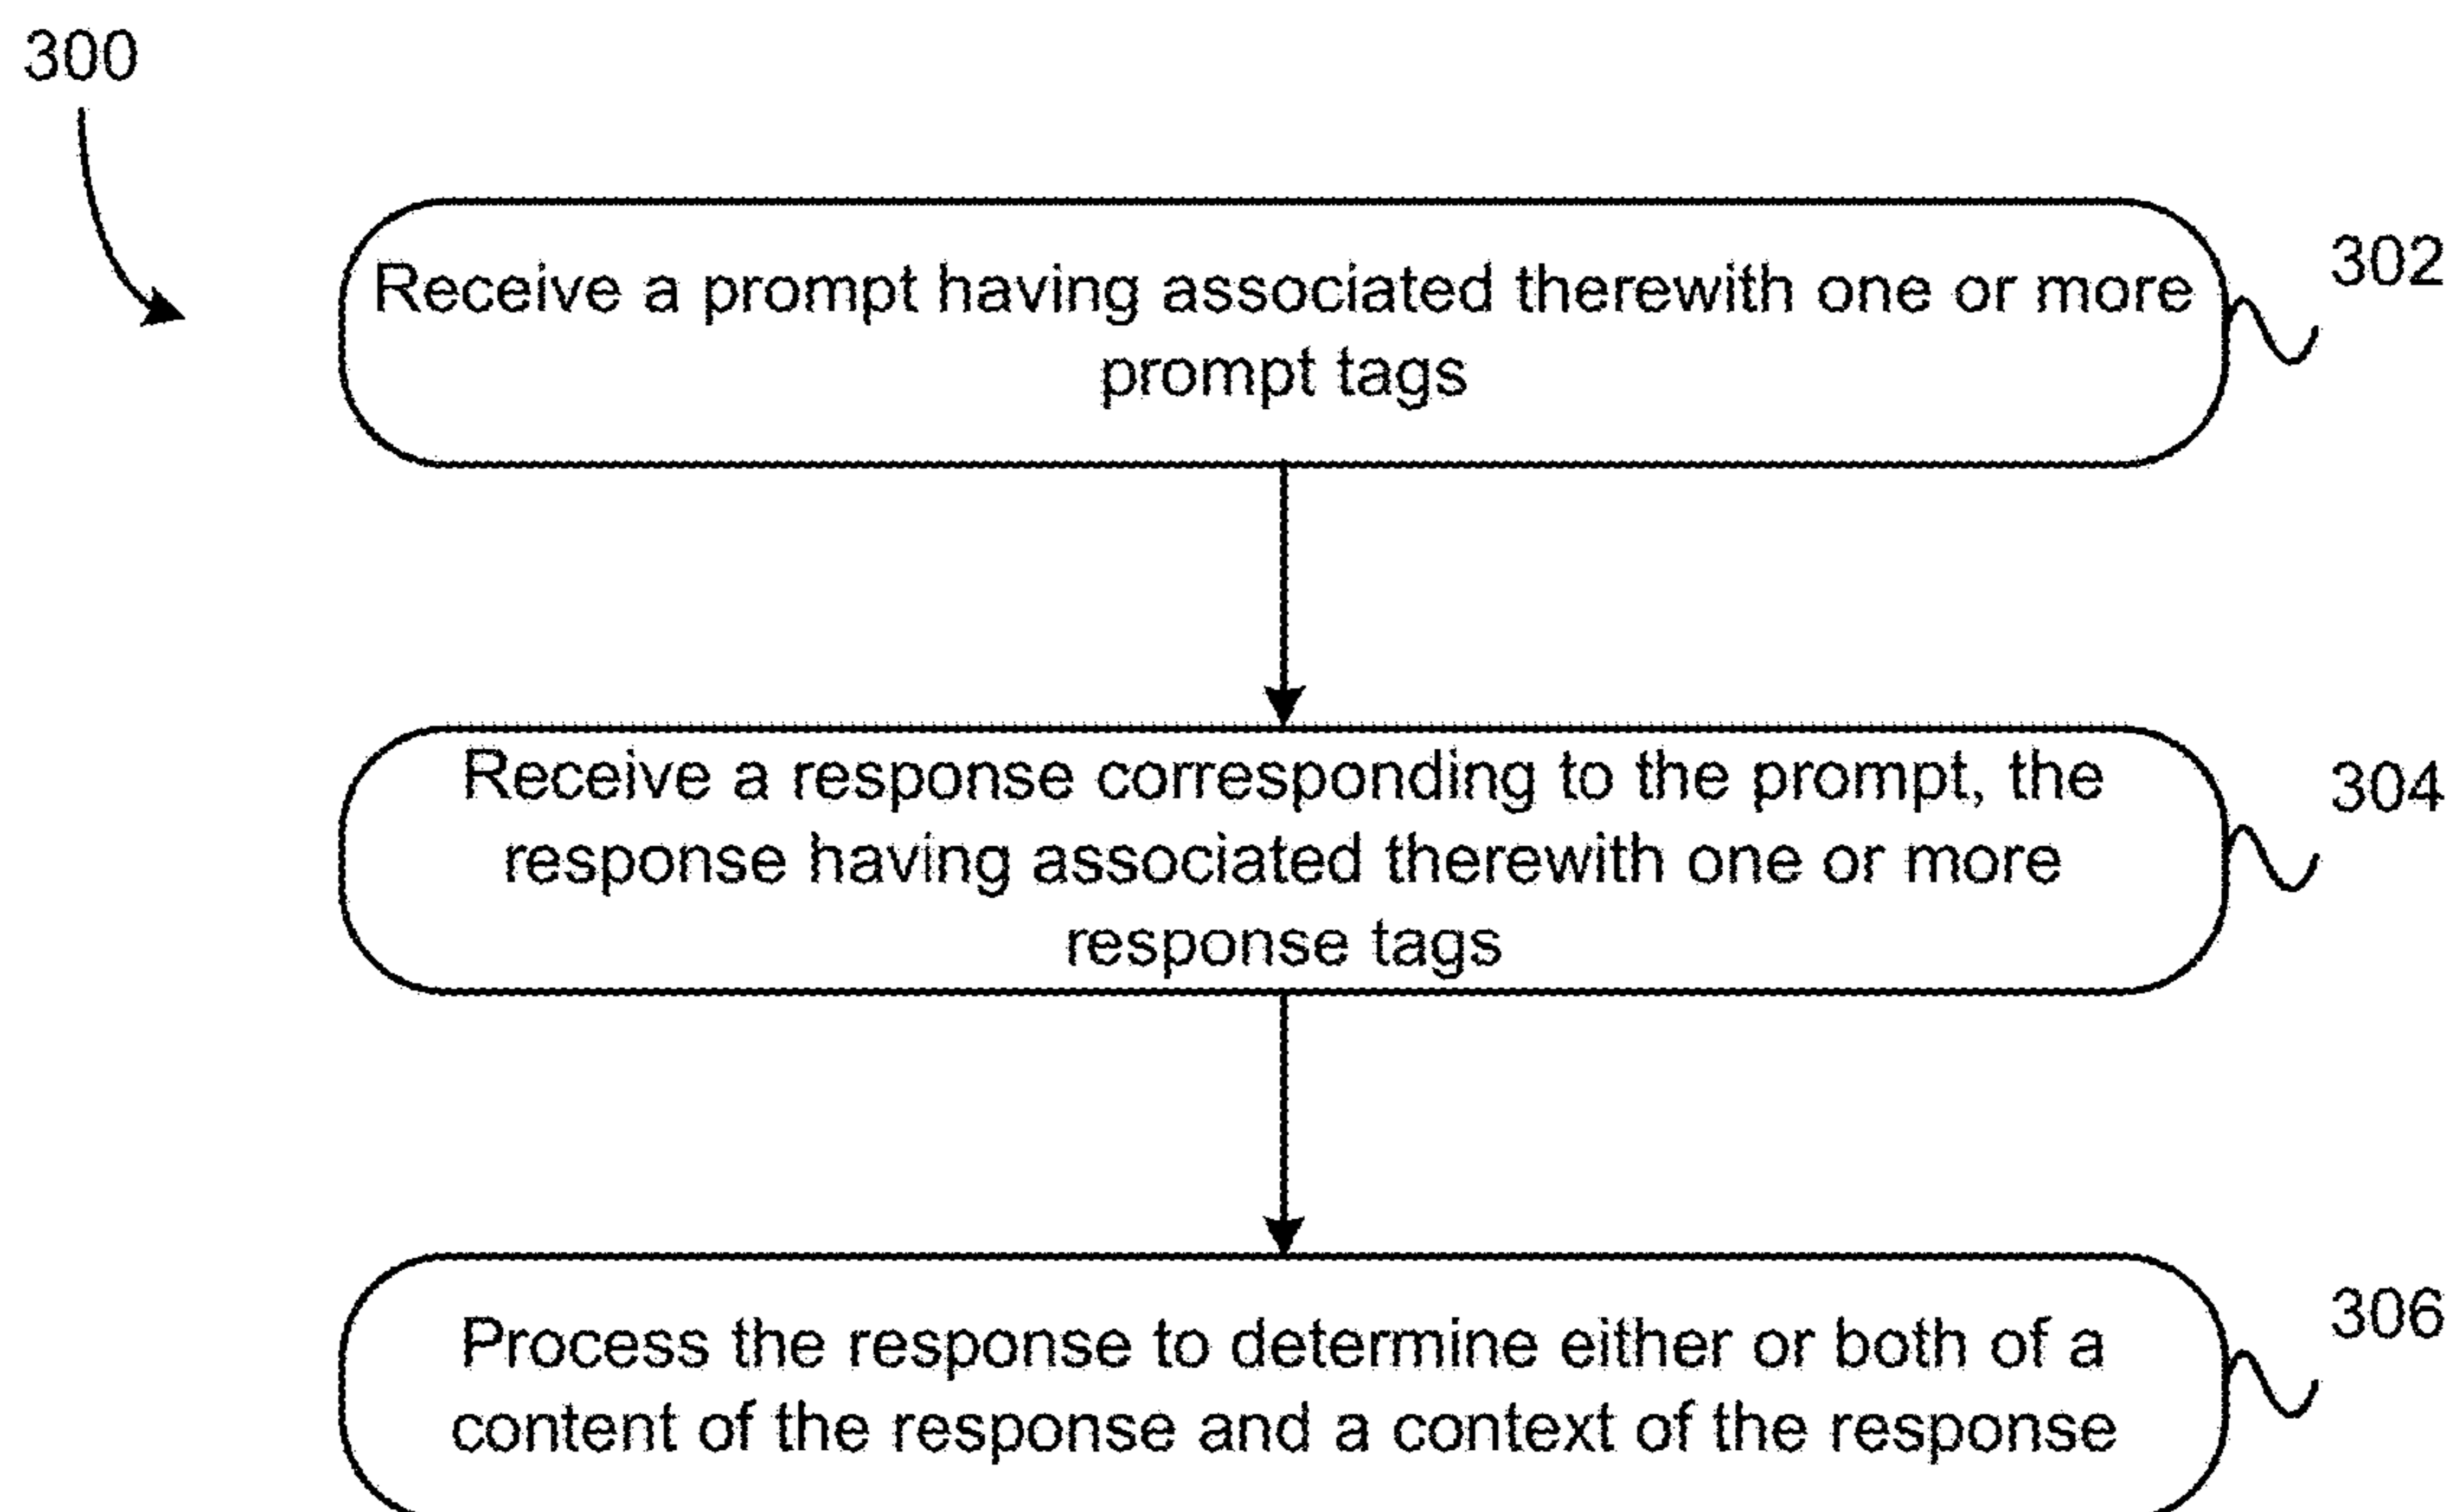 300
Receive a prompt having associated therewith one or more
prompt tags
302
Receive a response corresponding to the prompt, the
response having associated therewith one or more
response tags
304
Process the response to determine either or both of a
content of the response and a context of the response
306